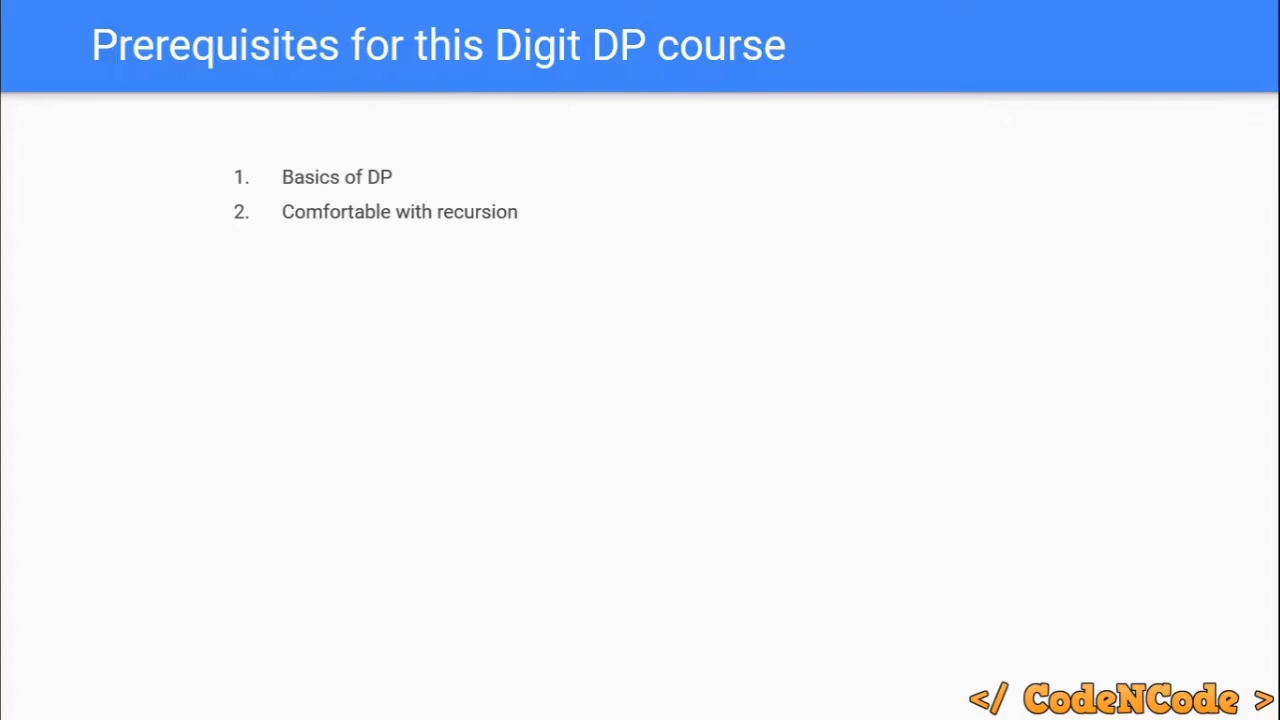 Prerequisites for this Digit DP course
1. Basics of DP
2. Comfortable with recursion
</ CodeNCode >